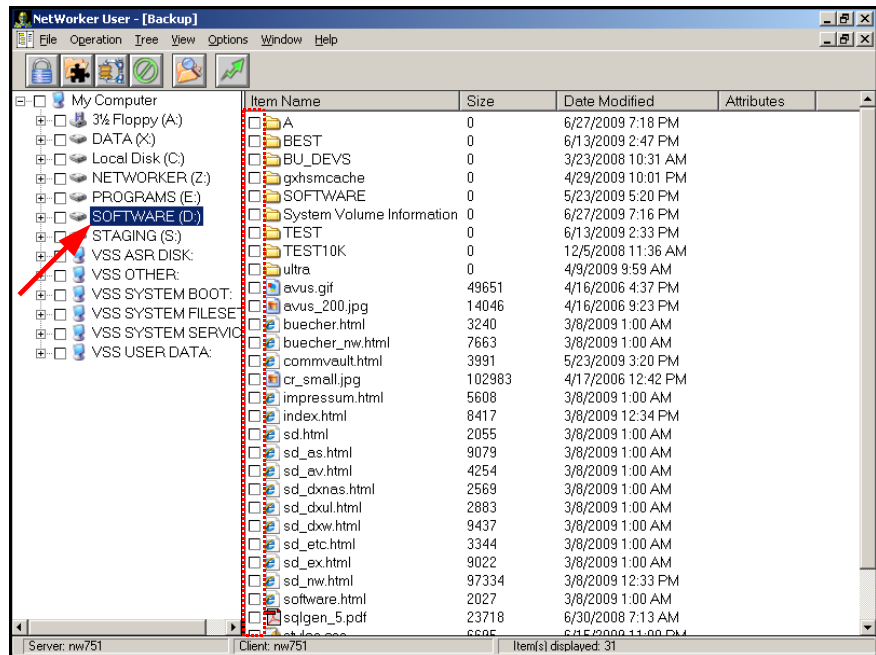 NetWorker User - [Backup]
File Operation Tree View Options Window Help
My Computer
3½ Floppy (A:)
DATA (X:)
Local Disk (C:)
NETWORKER (Z:)
PROGRAMS (E:)
SOFTWARE (D:)
STAGING (S:)
VSS ASR DISK:
VSS OTHER:
VSS SYSTEM BOOT:
VSS SYSTEM FILESET
VSS SYSTEM SERVIC
VSS USER DATA:
Item Name Size Date Modified Attributes
A 0 6/27/2009 7:18 PM
BEST 0 6/13/2009 2:47 PM
BU_DEVS 0 3/23/2008 10:31 AM
gxhsmcache 0 4/29/2009 10:01 PM
SOFTWARE 0 5/23/2009 5:20 PM
System Volume Information 0 6/27/2009 7:16 PM
TEST 0 6/13/2009 2:33 PM
TEST10K 0 12/5/2008 11:36 AM
ultra 0 4/9/2009 9:59 AM
avus.gif 49651 4/16/2006 4:37 PM
avus_200.jpg 14046 4/16/2006 9:23 PM
buecher.html 3240 3/8/2009 1:00 AM
buecher_nw.html 7663 3/8/2009 1:00 AM
commvault.html 3991 5/23/2009 3:20 PM
cr_small.jpg 102983 4/17/2006 12:42 PM
impressum.html 5608 3/8/2009 1:00 AM
index.html 8417 3/8/2009 12:34 PM
sd.html 2055 3/8/2009 1:00 AM
sd_as.html 9079 3/8/2009 1:00 AM
sd_av.html 4254 3/8/2009 1:00 AM
sd_dxnas.html 2569 3/8/2009 1:00 AM
sd_dxul.html 2883 3/8/2009 1:00 AM
sd_dxw.html 9437 3/8/2009 1:00 AM
sd_etc.html 3344 3/8/2009 1:00 AM
sd_ex.html 9022 3/8/2009 1:00 AM
sd_nw.html 97334 3/8/2009 12:33 PM
software.html 2027 3/8/2009 1:00 AM
sqlgen_5.pdf 23718 6/30/2008 7:13 AM
Server: nw751 Client: nw751 Item(s) displayed: 31